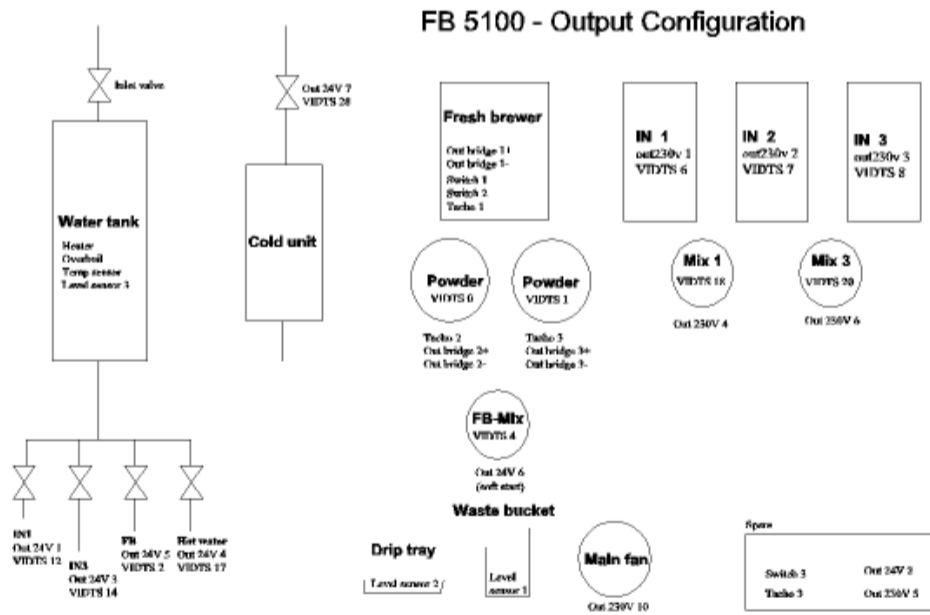 FB 5100 - Output Configuration
Inlet valve
Out 24V 7
VIDTS 28
Water tank
Heater
Overboil
Temp sensor
Level sensor 3
Cold unit
Fresh brewer
Out bridge 1+
Out bridge 1-
Switch 1
Switch 2
Tacho 1
IN 1
out230v 1
VIDTS 6
IN 2
out230v 2
VIDTS 7
IN 3
out230v 3
VIDTS 8
Powder
VIDTS 0
Tacho 2
Out bridge 2+
Out bridge 2-
Powder
VIDTS 1
Tacho 3
Out bridge 3+
Out bridge 3-
Mix 1
VIDTS 18
Out 230V 4
Mix 3
VIDTS 20
Out 230V 6
FB-Mix
VIDTS 4
Out 24V 6
(soft start)
IN1
Out 24V 1
VIDTS 12
IN3
Out 24V 3
VIDTS 14
FB
Out 24V 5
VIDTS 2
Hot water
Out 24V 4
VIDTS 17
Drip tray
Level sensor 2
Waste bucket
Level
sensor 1
Main fan
Out 230V 10
Spare
Switch 3
Tacho 3
Out 24V 2
Out 230V 5